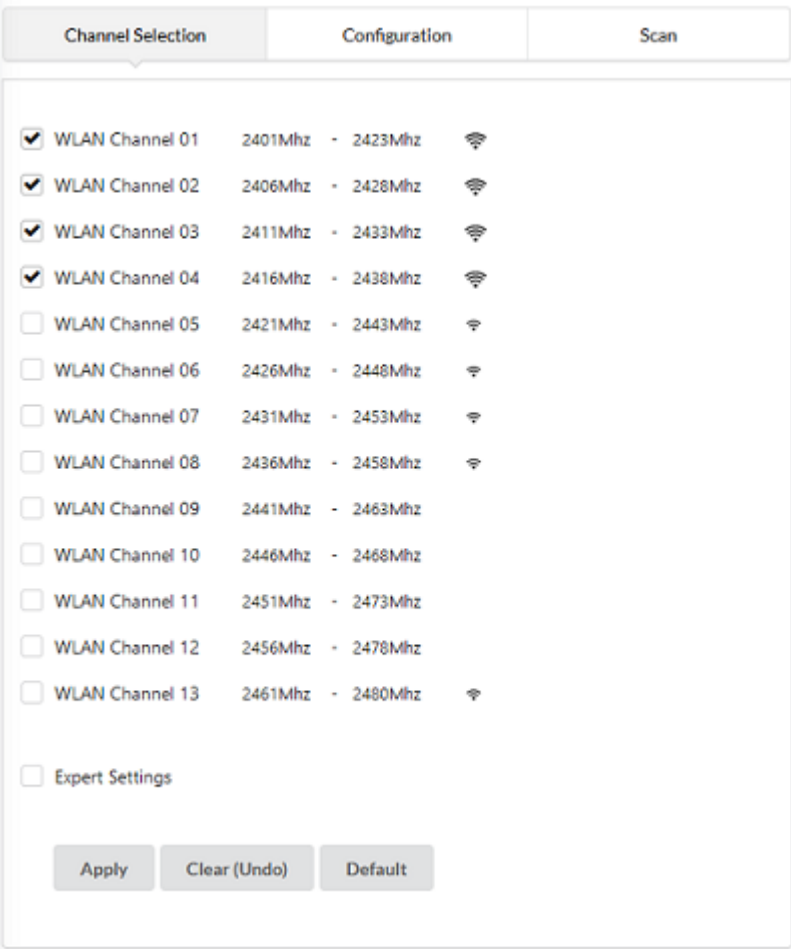 Channel Selection Configuration Scan
WLAN Channel 01 2401Mhz - 2423Mhz
WLAN Channel 02 2406Mhz - 2428Mhz
WLAN Channel 03 2411Mhz - 2433Mhz
WLAN Channel 04 2416Mhz - 2438Mhz
WLAN Channel 05 2421Mhz - 2443Mhz
WLAN Channel 06 2426Mhz - 2448Mhz
WLAN Channel 07 2431Mhz - 2453Mhz
WLAN Channel 08 2436Mhz - 2458Mhz
WLAN Channel 09 2441Mhz - 2463Mhz
WLAN Channel 10 2446Mhz - 2468Mhz
WLAN Channel 11 2451Mhz - 2473Mhz
WLAN Channel 12 2456Mhz - 2478Mhz
WLAN Channel 13 2461Mhz - 2480Mhz
Expert Settings
Apply Clear (Undo) Default